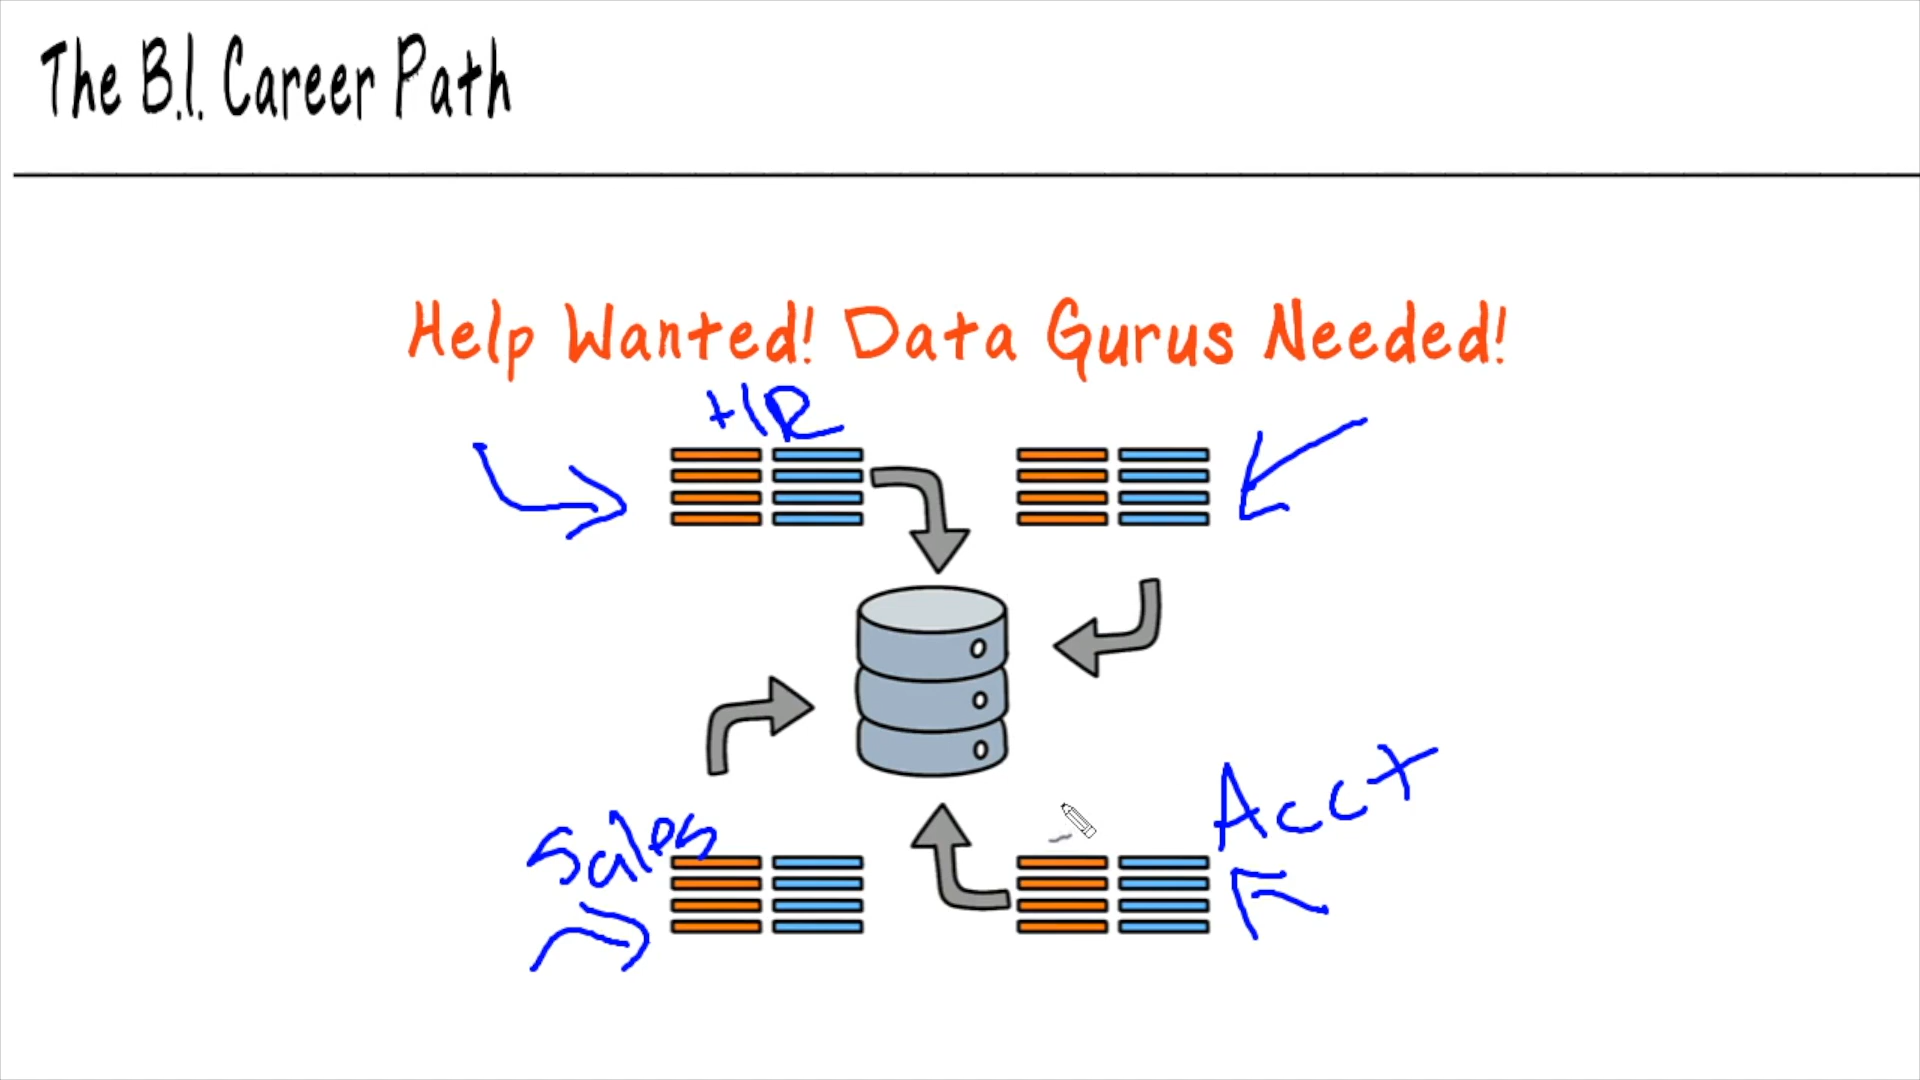 The B.I. Career Path
Help Wanted! Data Gurus Needed!
HR
Sales
Acct